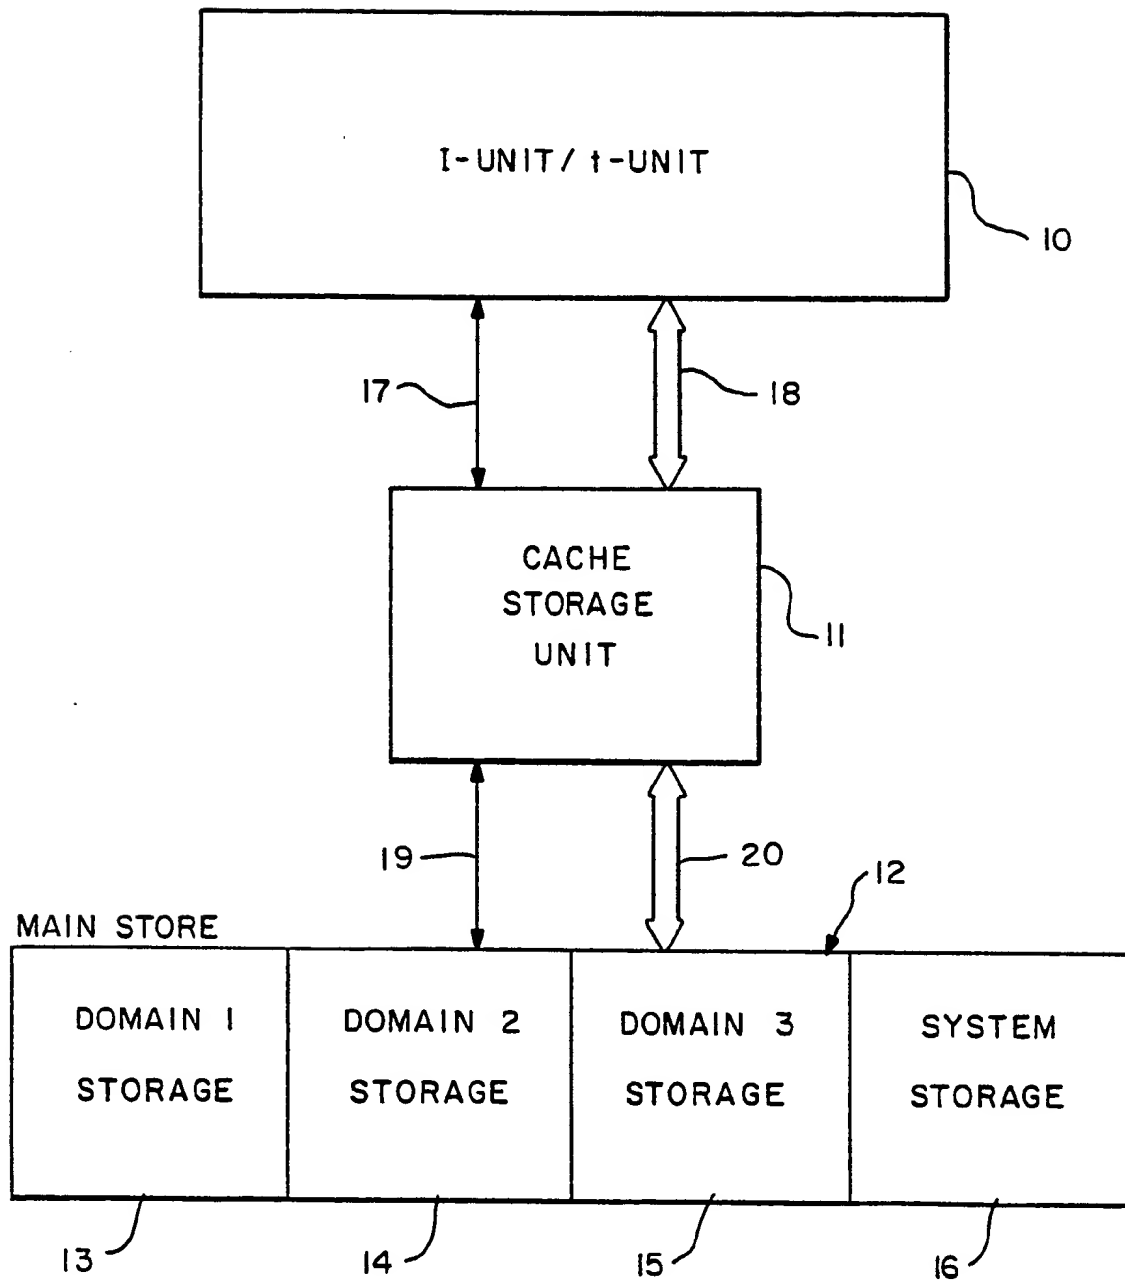 I-UNIT/ t-UNIT
10
17
18
CACHE
STORAGE
UNIT
11
19
20
12
MAIN STORE
DOMAIN 1
STORAGE
DOMAIN 2
STORAGE
DOMAIN 3
STORAGE
SYSTEM
STORAGE
13
14
15
16